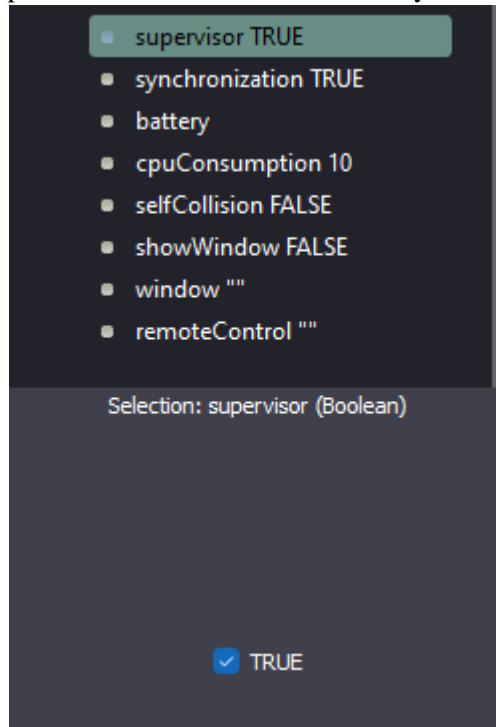 supervisor TRUE
synchronization TRUE
battery
cpuConsumption 10
selfCollision FALSE
showWindow FALSE
window ""
remoteControl ""
Selection: supervisor (Boolean)
TRUE